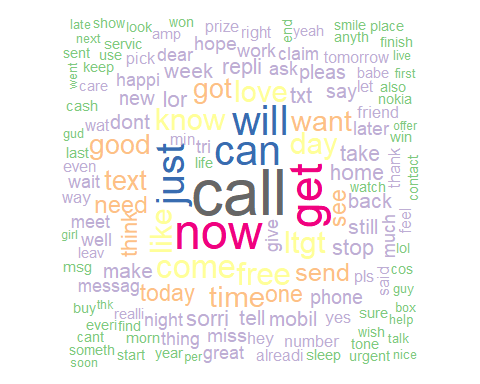 late show look won end smile place
next servic amp prize right yeah anyth
sent use pick dear hope work claim tomorrow finish
went keep happi week repli ask pleas babe live first
care new lor got love txt say let also
cash wat dont know will want later friend nokia
gud good just min tri can day take offer win
last even text life home thank
wait need call watch contact
way think like now get see back
meet give ltgt still much feel
girl well stop said lol
leav come free send pls cos
msg make
messag today time one phone guy
buy thk realli night sorri tell mobil yes sure box
everi find help
cant morn thing miss hey number wish talk
someth start year per great alreadi sleep tone urgent nice
soon